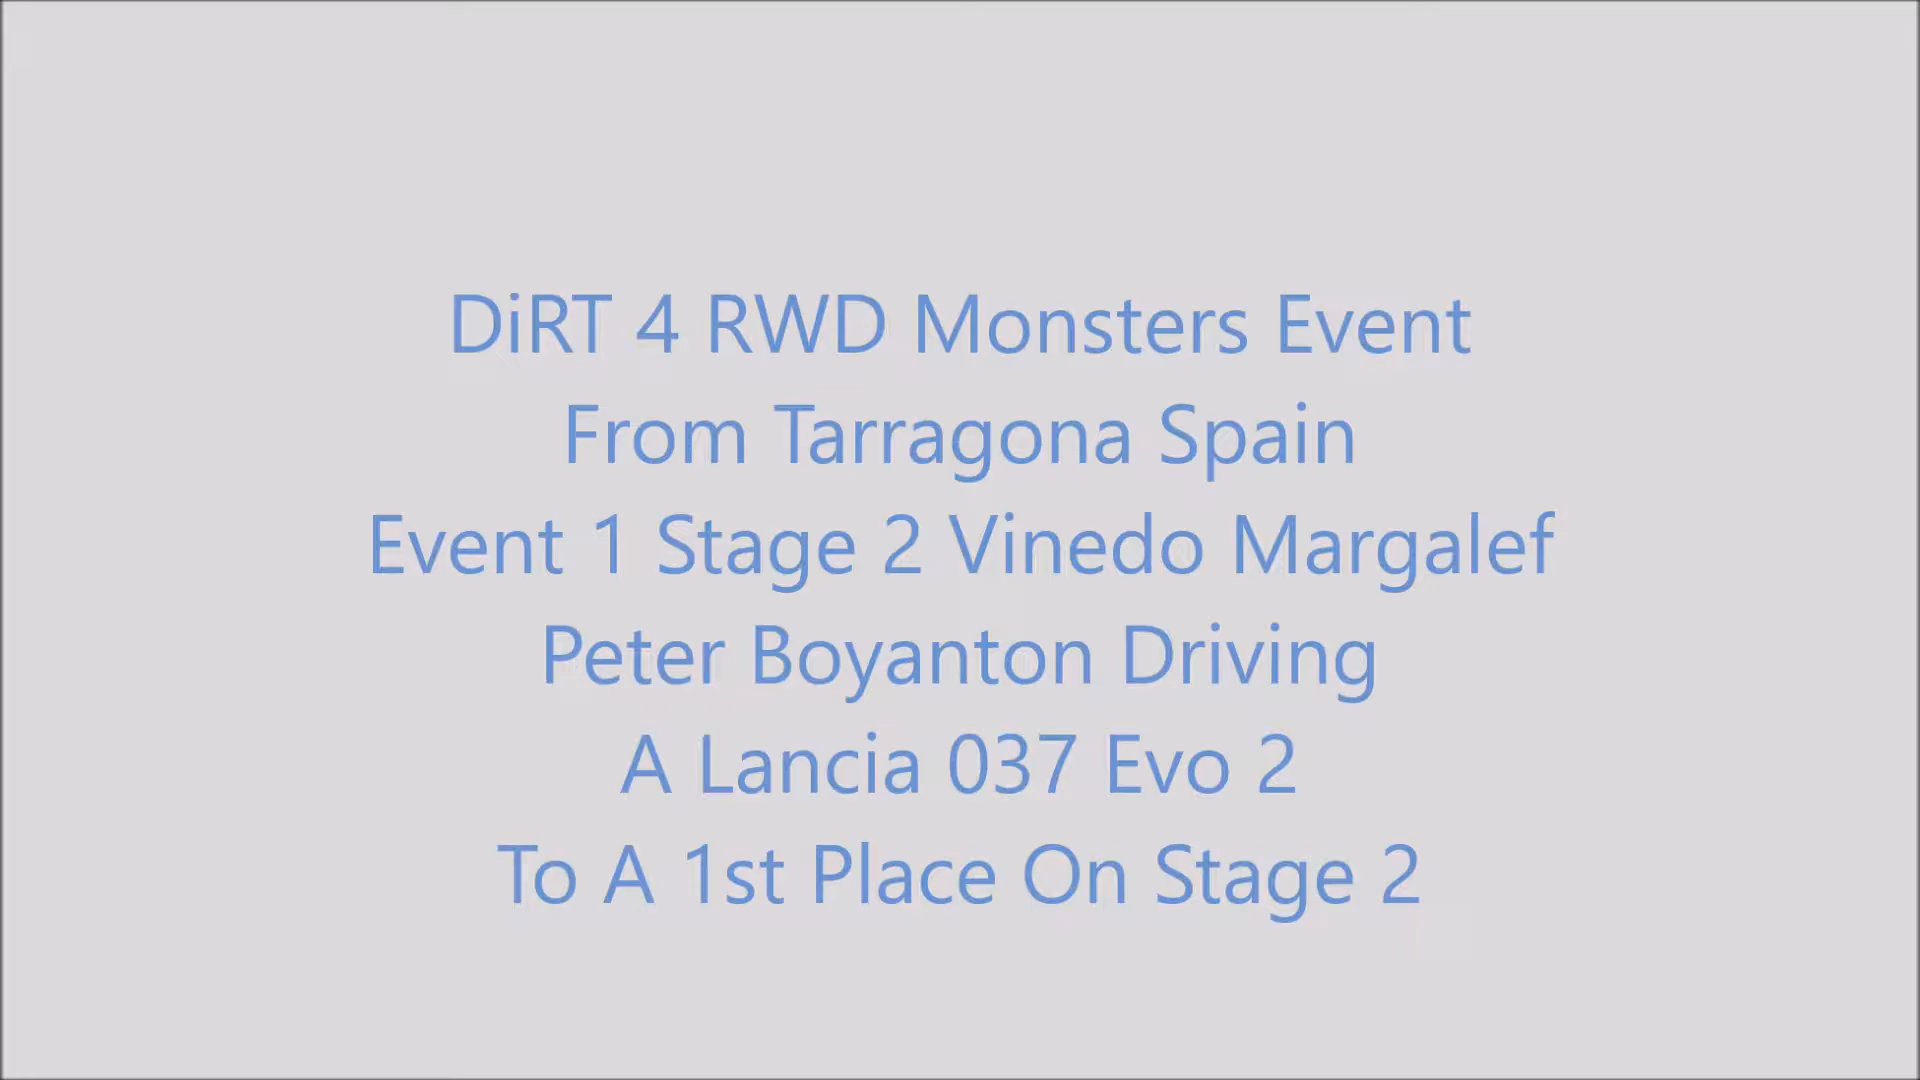 DiRT 4 RWD Monsters Event
From Tarragona Spain
Event 1 Stage 2 Vinedo Margalef
Peter Boyanton Driving
A Lancia 037 Evo 2
To A 1st Place On Stage 2